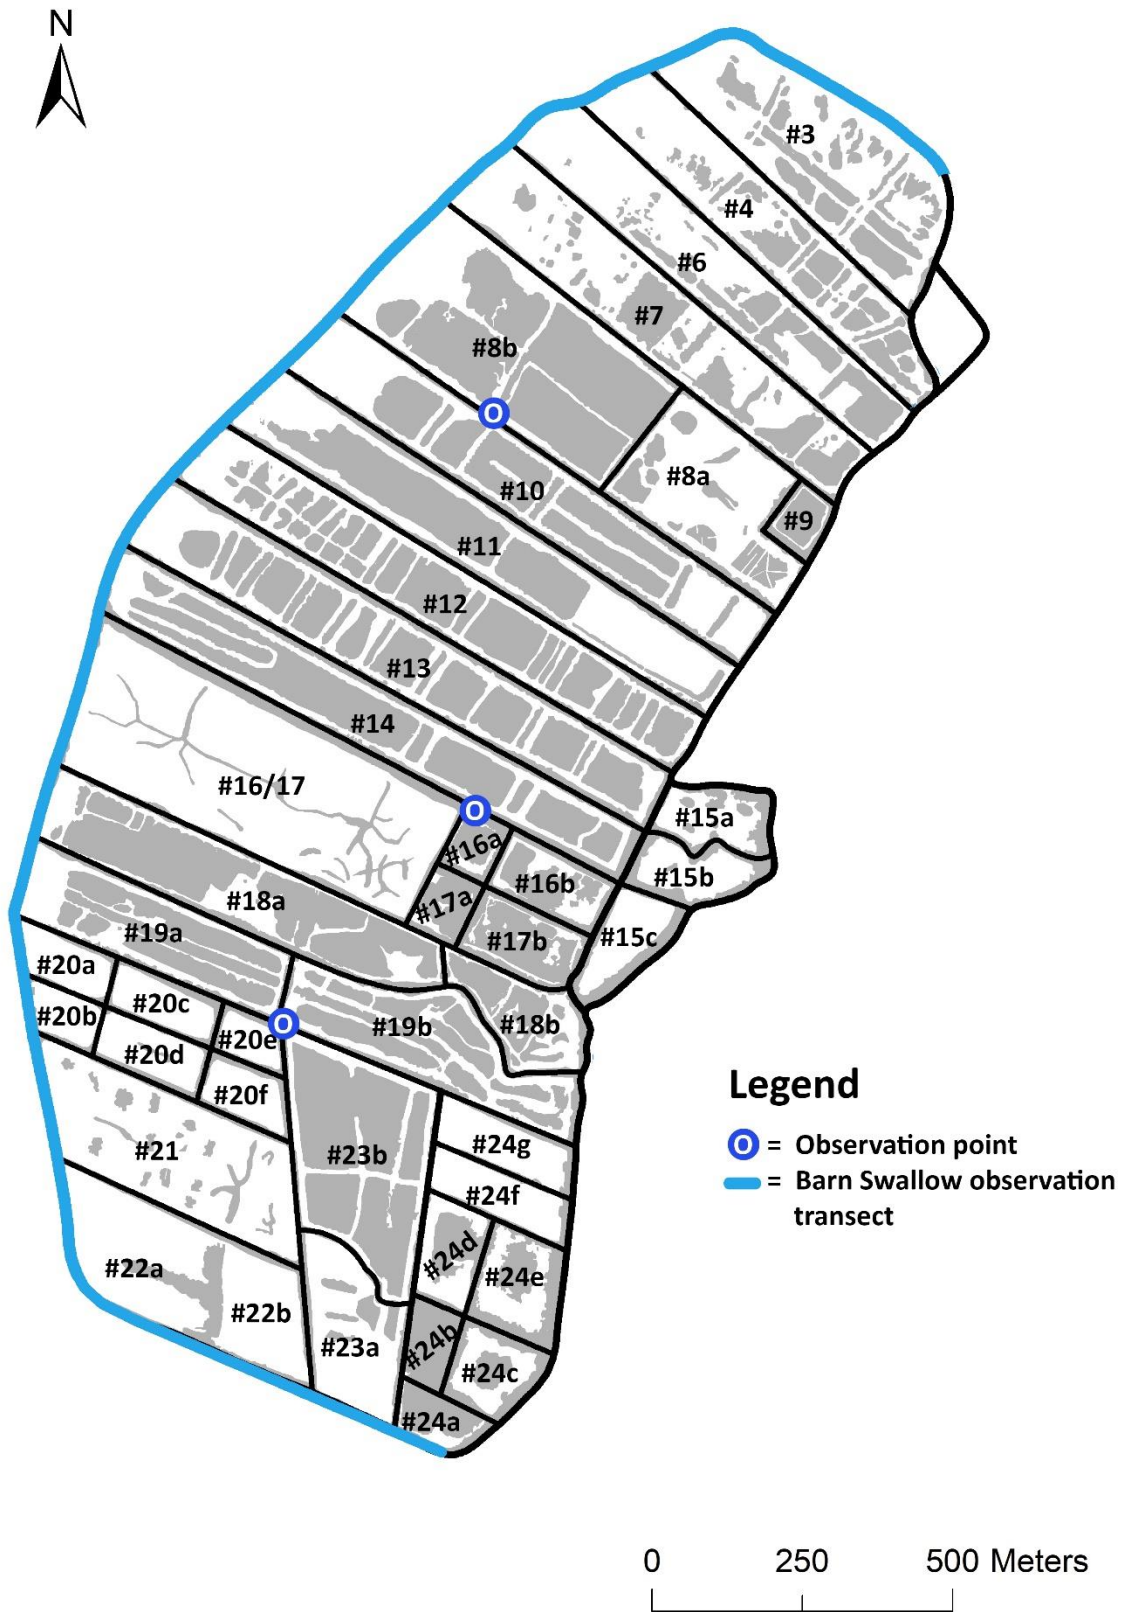 N
#3
#4
#6
#7
#8b
#8a
#9
#10
#11
#12
#13
#14
#16/17
#15a
#16a
#16b
#15b
#17a
#18a
#17b
#15c
#19a
#20a
#20c
#20b
#20e
#19b
#18b
#20d
#20f
#21
#23b
#24g
#24f
#24d
#22a
#24e
#22b
#23a
#24b
#24c
#24a
Legend
O = Observation point
= Barn Swallow observation
transect
O
O
O
0 250 500 Meters